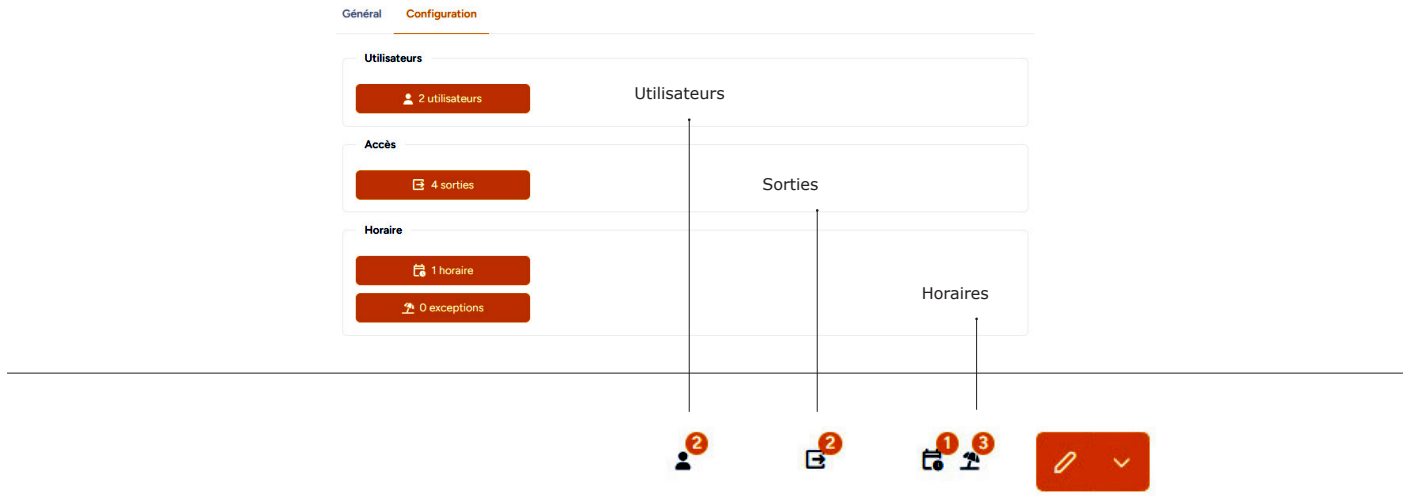 Général Configuration
Utilisateurs
2 utilisateurs
Utilisateurs
Accès
4 sorties
Sorties
Horaire
1 horaire
0 exceptions
Horaires
2 2 1 3